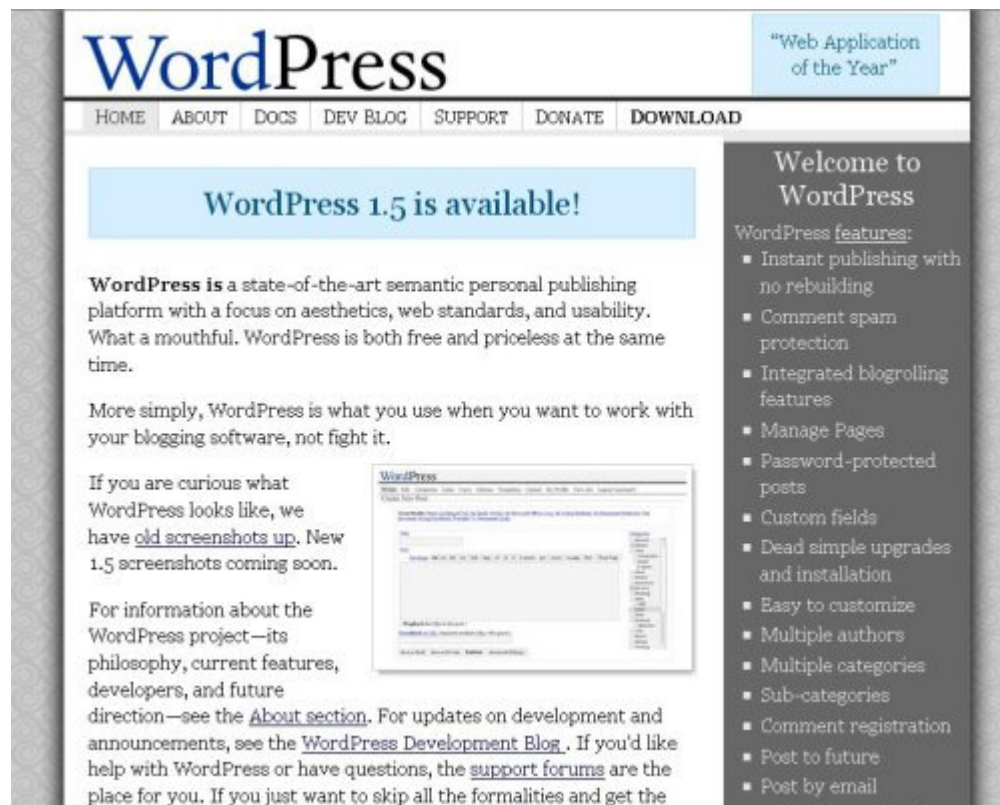 WordPress
“Web Application
of the Year”
HOME ABOUT DOCS DEV BLOG SUPPORT DONATE DOWNLOAD
WordPress 1.5 is available!
WordPress is a state-of-the-art semantic personal publishing
platform with a focus on aesthetics, web standards, and usability.
What a mouthful. WordPress is both free and priceless at the same
time.
More simply, WordPress is what you use when you want to work with
your blogging software, not fight it.
If you are curious what
WordPress looks like, we
have old screenshots up. New
1.5 screenshots coming soon.
WordPress
For information about the
WordPress project—its
philosophy, current features,
developers, and future
direction—see the About section. For updates on development and
announcements, see the WordPress Development Blog . If you'd like
help with WordPress or have questions, the support forums are the
place for you. If you just want to skip all the formalities and get the
Welcome to
WordPress
WordPress features:
Instant publishing with
no rebuilding
Comment spam
protection
Integrated blogrolling
features
Manage Pages
Password-protected
posts
Custom fields
Dead simple upgrades
and installation
Easy to customize
Multiple authors
Multiple categories
Sub-categories
Comment registration
Post to future
Post by email